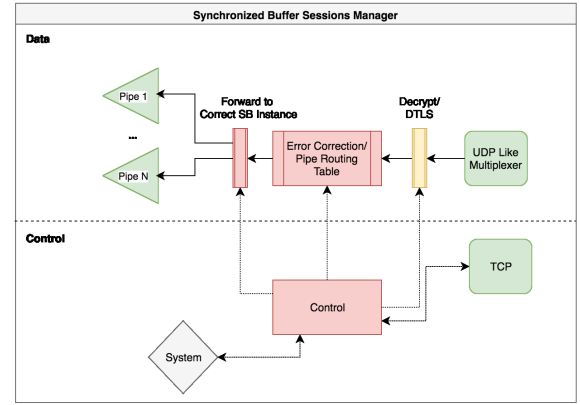 Synchronized Buffer Sessions Manager
Data
Forward to
Correct SB Instance
Decrypt/
DTLS
Pipe 1
...
Pipe N
Error Correction/
Pipe Routing
Table
UDP Like
Multiplexer
Control
TCP
Control
System